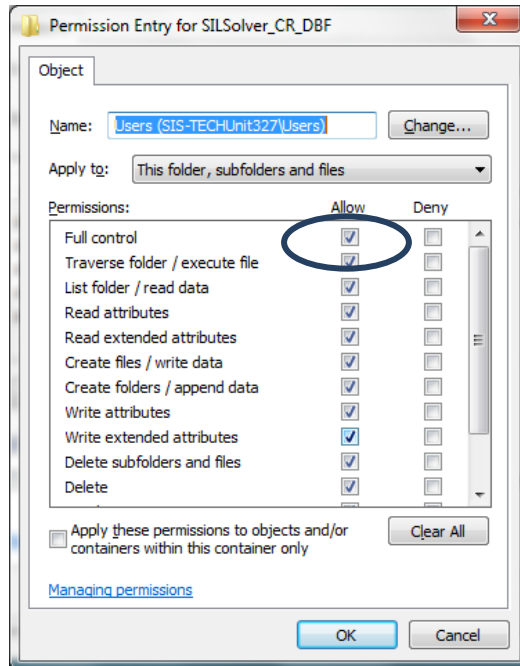 Permission Entry for SILSolver_CR_DBF
Object
Name: Users (SIS-TECHUnit327\Users) Change...
Apply to: This folder, subfolders and files
Permissions: Allow Deny
Full control
Traverse folder / execute file
List folder / read data
Read attributes
Read extended attributes
Create files / write data
Create folders / append data
Write attributes
Write extended attributes
Delete subfolders and files
Delete
Apply these permissions to objects and/or
containers within this container only
Clear All
Managing permissions
OK Cancel